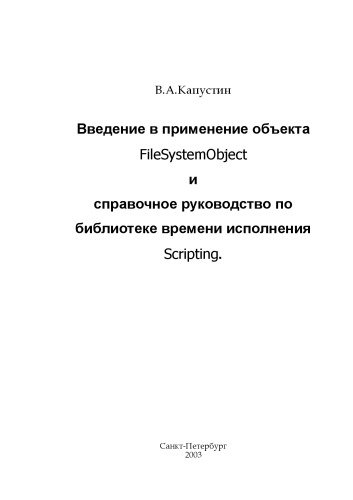 В.А.Капустин
Введение в применение объекта
FileSystemObject
и
справочное руководство по
библиотеке времени исполнения
Scripting.
Санкт-Петербург
2003